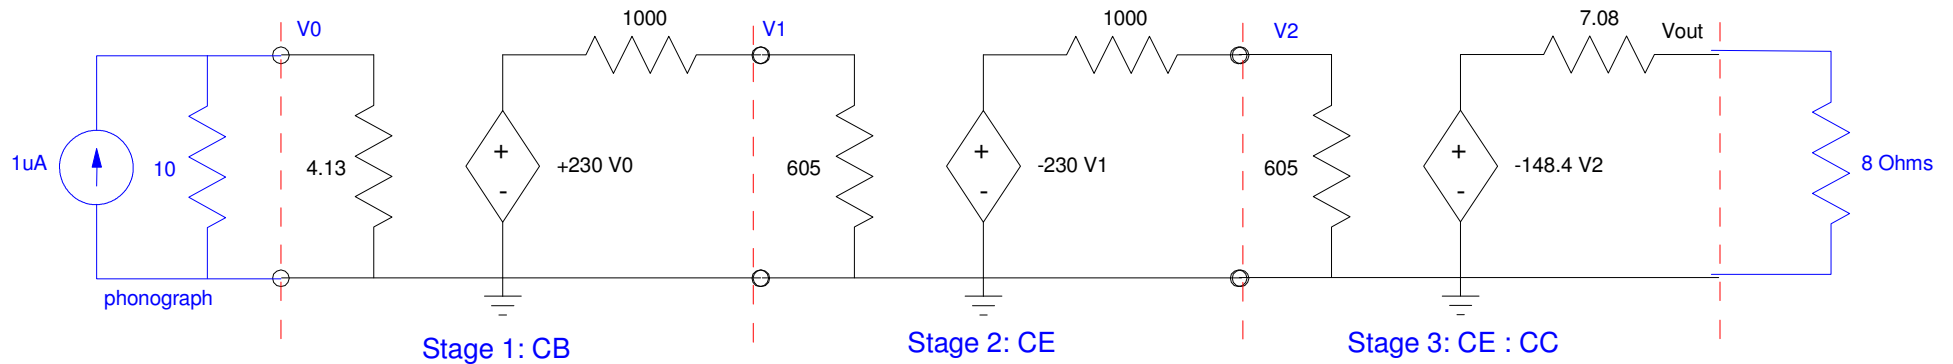 1000
1000
7.08
V0
V1
V2
Vout
1uA
10
4.13
+
-
+230 V0
605
+
-
-230 V1
605
+
-
-148.4 V2
8 Ohms
phonograph
Stage 1: CB
Stage 2: CE
Stage 3: CE : CC